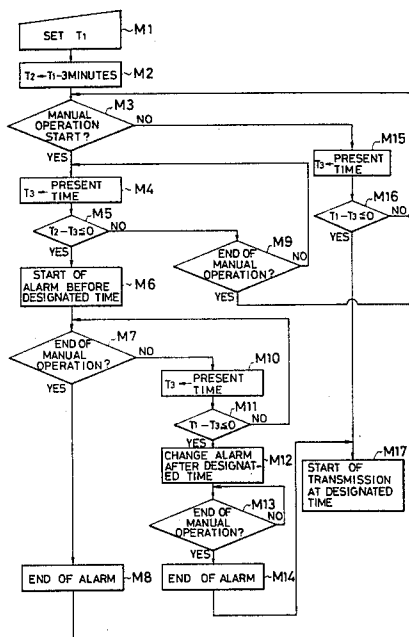 M1
SET T1
T2←T1-3MINUTES
M2
M3
MANUAL
OPERATION
START?
NO
YES
M15
T3←PRESENT
TIME
M4
T3←PRESENT
TIME
M16
T1-T3≤0
NO
YES
M5
T2-T3≤0
NO
YES
M9
END OF
MANUAL
OPERATION?
NO
YES
START OF
ALARM BEFORE
DESIGNATED TIME
M6
M7
END OF
MANUAL
OPERATION?
NO
YES
M10
T3←PRESENT
TIME
M11
T1-T3≤0
NO
YES
CHANGE ALARM
AFTER DESIGNAT-
ED TIME
M12
M17
START OF
TRANSMISSION
AT DESIGNATED
TIME
M13
END OF
MANUAL
OPERATION?
NO
YES
END OF ALARM
M8
END OF ALARM
M14